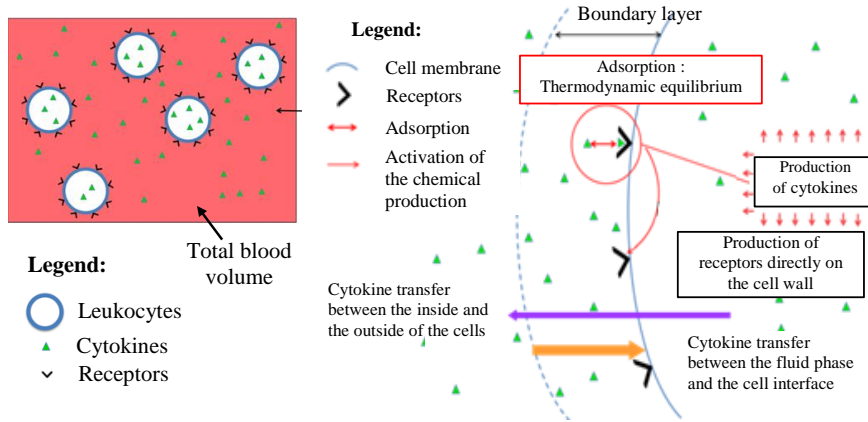 Total blood
volume
Legend:
Leukocytes
Cytokines
Receptors
Legend:
Cell membrane
Receptors
Adsorption
Activation of
the chemical
production
Boundary layer
Adsorption :
Thermodynamic equilibrium
Production
of cytokines
Production of
receptors directly on
the cell wall
Cytokine transfer
between the inside and
the outside of the cells
Cytokine transfer
between the fluid phase
and the cell interface